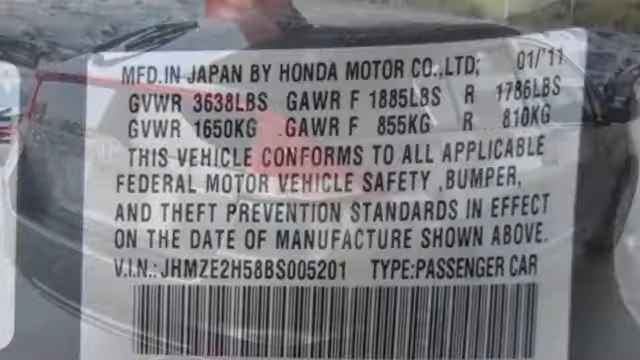 MFD.IN JAPAN BY HONDA MOTOR CO.,LTD; 01/'11
GVWR 3638LBS GAWR F 1885LBS R 1786LBS
GVWR 1650KG .GAWR F 855KG R 810KG
THIS VEHICLE CONFORMS TO ALL APPLICABLE
FEDERAL MOTOR VEHICLE SAFETY ,BUMPER,
AND THEFT PREVENTION STANDARDS IN EFFECT
ON THE DATE OF MANUFACTURE SHOWN ABOVE.
V.I.N.:JHMZE2H58BS005201 TYPE:PASSENGER CAR